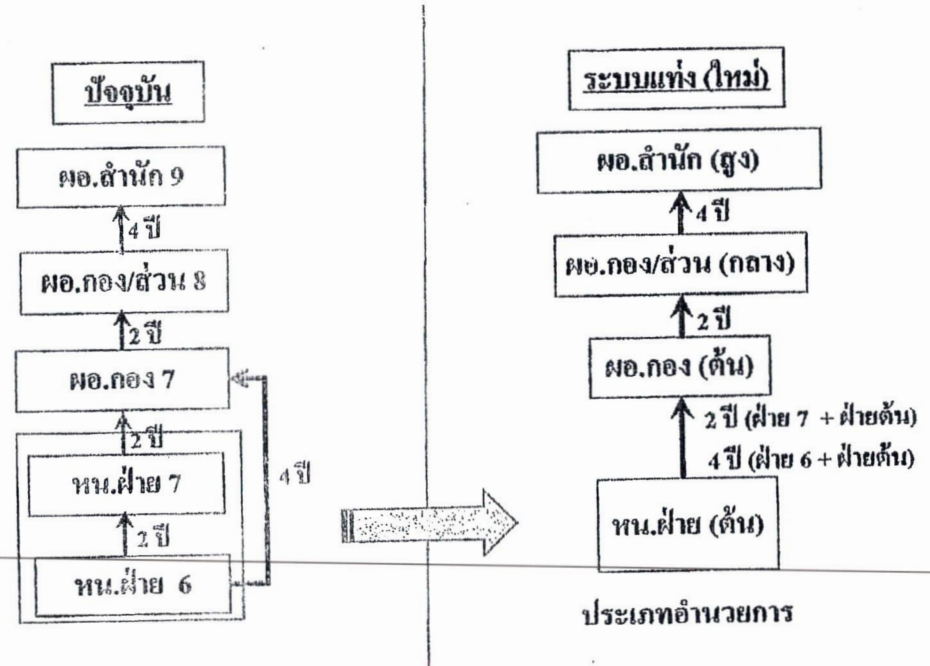 ปัจจุบัน
ผอ.สำนัก 9
4 ปี
ผอ.กอง/ส่วน 8
2 ปี
ผอ.กอง 7
2 ปี
หน.ฝ่าย 7
4 ปี
2 ปี
หน.ฝ่าย 6
ระบบแท่ง (ใหม่)
ผอ.สำนัก (สูง)
4 ปี
ผอ.กอง/ส่วน (กลาง)
2 ปี
ผอ.กอง (ต้น)
2 ปี (ฝ่าย 7 + ฝ่ายต้น)
4 ปี (ฝ่าย 6 + ฝ่ายต้น)
หน.ฝ่าย (ต้น)
ประเภทอำนวยการ